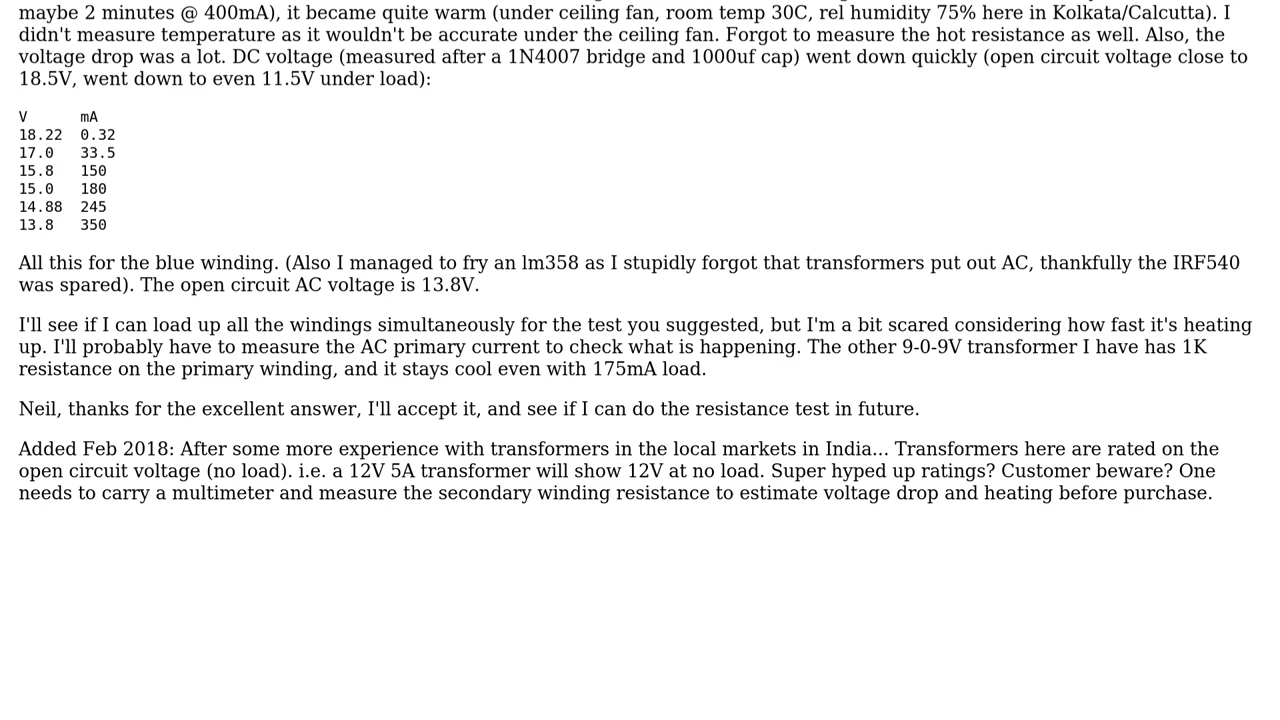 maybe 2 minutes @ 400mA), it became quite warm (under ceiling fan, room temp 30C, rel humidity 75% here in Kolkata/Calcutta). I
didn't measure temperature as it wouldn't be accurate under the ceiling fan. Forgot to measure the hot resistance as well. Also, the
voltage drop was a lot. DC voltage (measured after a 1N4007 bridge and 1000uf cap) went down quickly (open circuit voltage close to
18.5V, went down to even 11.5V under load):
V mA
18.22 0.32
17.0 33.5
15.8 150
15.0 180
14.88 245
13.8 350
All this for the blue winding. (Also I managed to fry an lm358 as I stupidly forgot that transformers put out AC, thankfully the IRF540
was spared). The open circuit AC voltage is 13.8V.
I'll see if I can load up all the windings simultaneously for the test you suggested, but I'm a bit scared considering how fast it's heating
up. I'll probably have to measure the AC primary current to check what is happening. The other 9-0-9V transformer I have has 1K
resistance on the primary winding, and it stays cool even with 175mA load.
Neil, thanks for the excellent answer, I'll accept it, and see if I can do the resistance test in future.
Added Feb 2018: After some more experience with transformers in the local markets in India... Transformers here are rated on the
open circuit voltage (no load). i.e. a 12V 5A transformer will show 12V at no load. Super hyped up ratings? Customer beware? One
needs to carry a multimeter and measure the secondary winding resistance to estimate voltage drop and heating before purchase.